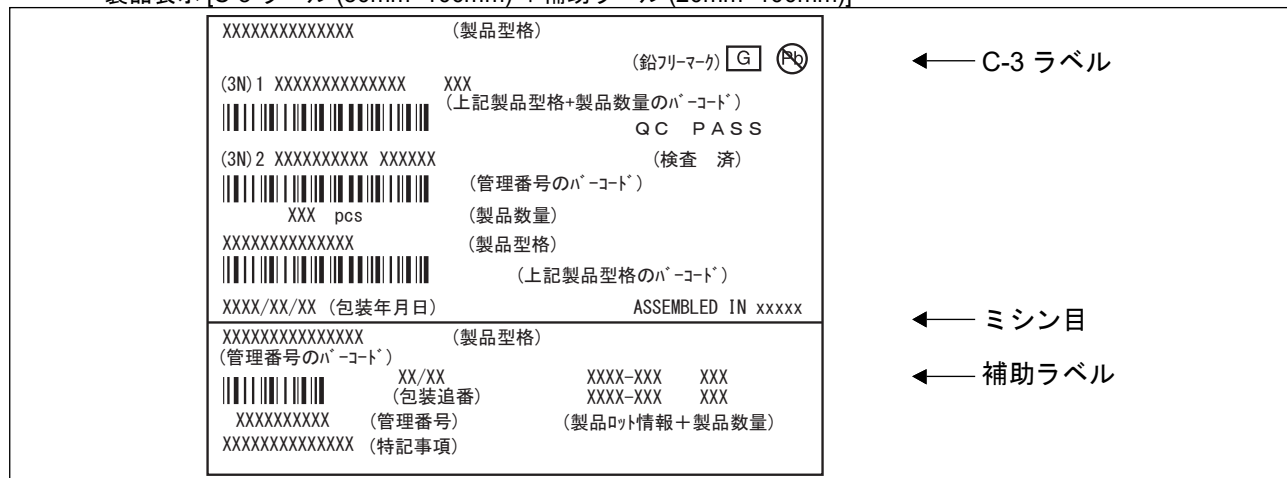 XXXXXXXXXXXXXX (製品型格)
(鉛フリーマーク) G Pb
C-3 ラベル
(3N)1 XXXXXXXXXXXXXX XXX
(上記製品型格+製品数量のバーコード)
QC PASS
(3N)2 XXXXXXXXXX XXXXXX (検査 済)
(管理番号のバーコード)
XXX pcs (製品数量)
XXXXXXXXXXXXXX (製品型格)
(上記製品型格のバーコード)
XXXX/XX/XX (包装年月日) ASSEMBLED IN xxxxx
ミシン目
XXXXXXXXXXXXXXX (製品型格)
(管理番号のバーコード)
補助ラベル
XX/XX XXXX-XXX XXX
(包装追番) XXXX-XXX XXX
XXXXXXXXXX (管理番号) (製品ロット情報+製品数量)
XXXXXXXXXXXXXX (特記事項)